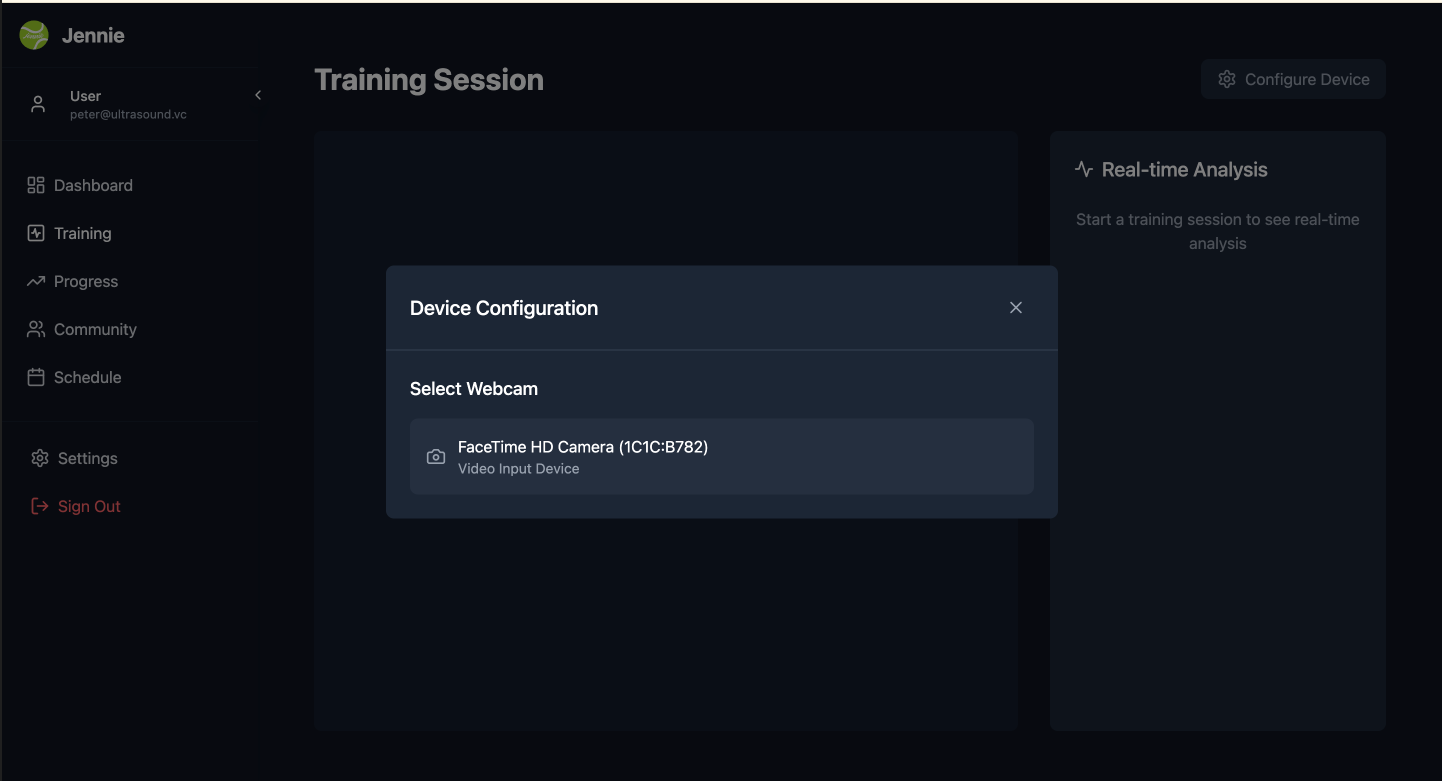 Jennie
User
peter@ultrasound.vc
Dashboard
Training
Progress
Community
Schedule
Settings
Sign Out
Training Session
Configure Device
Real-time Analysis
Start a training session to see real-time
analysis
Device Configuration
Select Webcam
FaceTime HD Camera (1C1C:B782)
Video Input Device